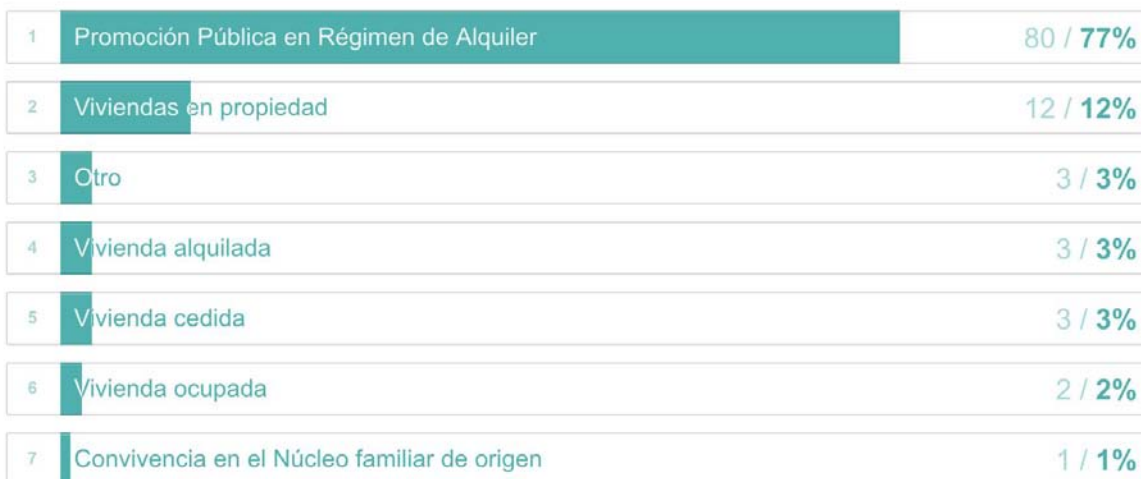 1 Promoción Pública en Régimen de Alquiler 80 / 77%
2 Viviendas en propiedad 12 / 12%
3 Otro 3 / 3%
4 Vivienda alquilada 3 / 3%
5 Vivienda cedida 3 / 3%
6 Vivienda ocupada 2 / 2%
7 Convivencia en el Núcleo familiar de origen 1 / 1%